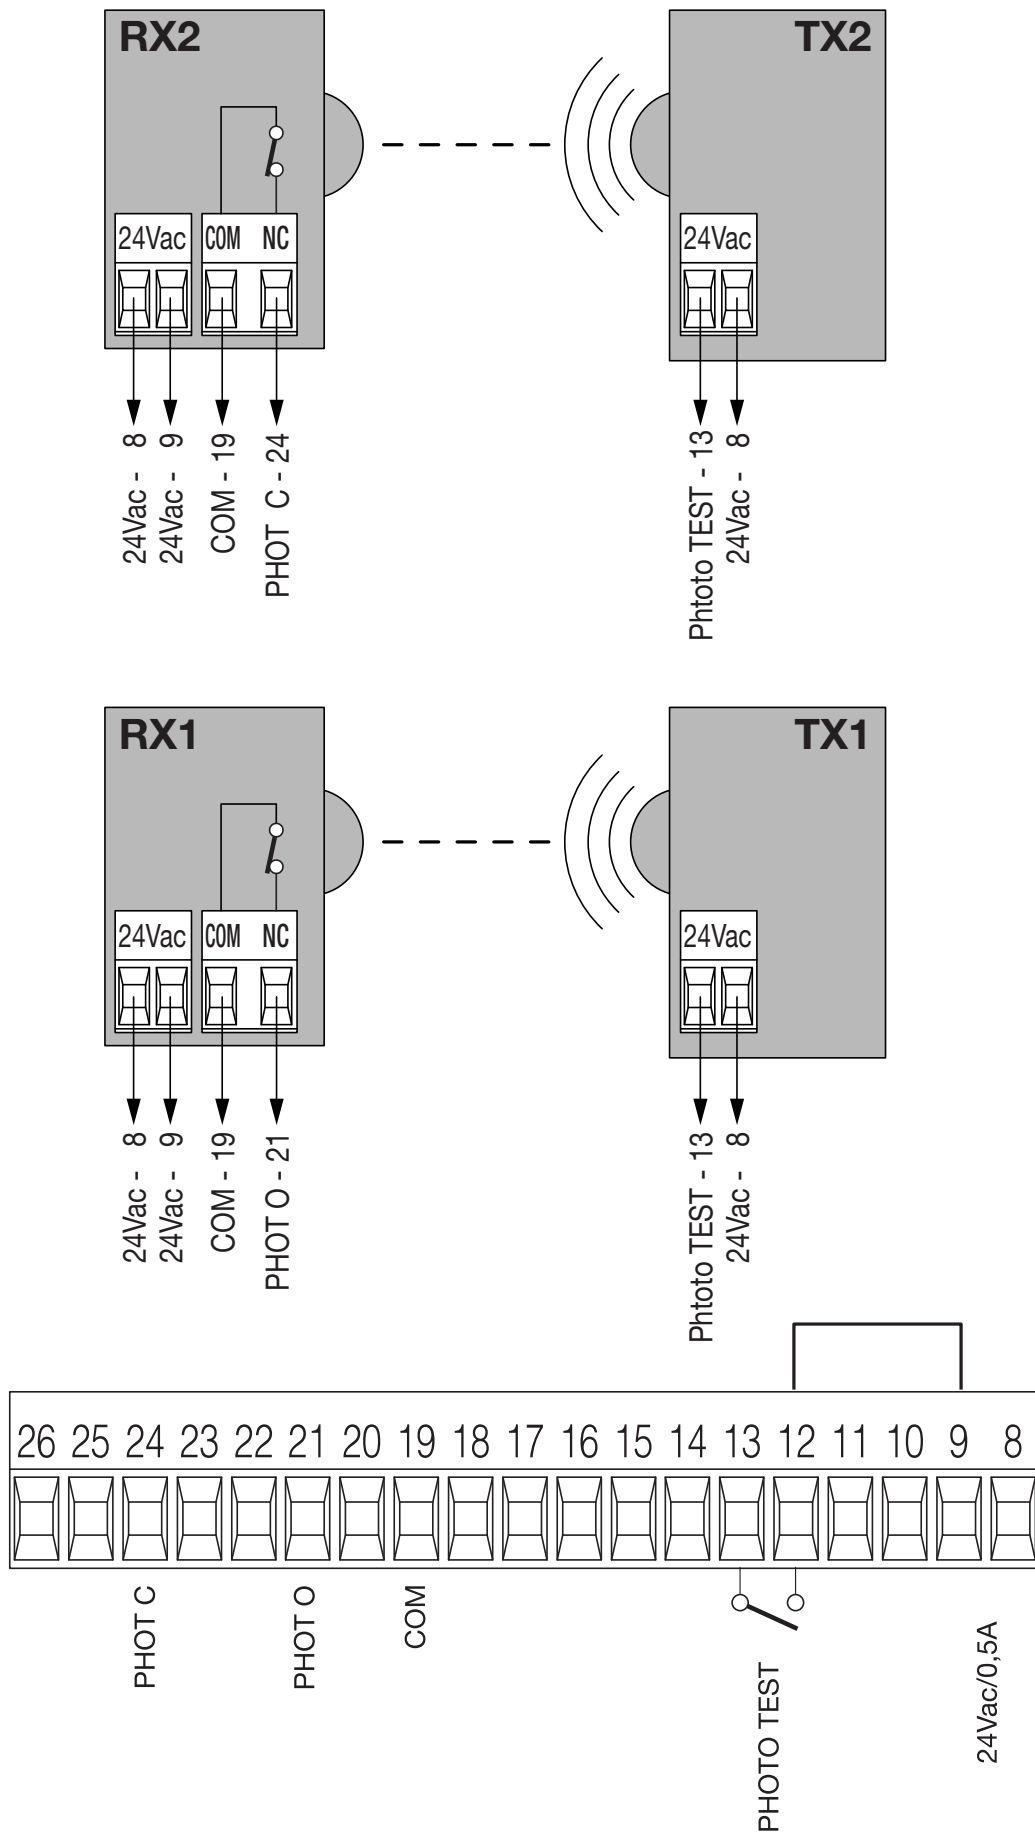 RX2
TX2
24Vac COM NC
24Vac
24Vac - 8
24Vac - 9
COM - 19
PHOT C - 24
Phtoto TEST - 13
24Vac - 8
RX1
TX1
24Vac COM NC
24Vac
24Vac - 8
24Vac - 9
COM - 19
PHOT O - 21
Phtoto TEST - 13
24Vac - 8
26 25 24 23 22 21 20 19 18 17 16 15 14 13 12 11 10 9 8
PHOT C
PHOT O
COM
PHOTO TEST
24Vac/0,5A